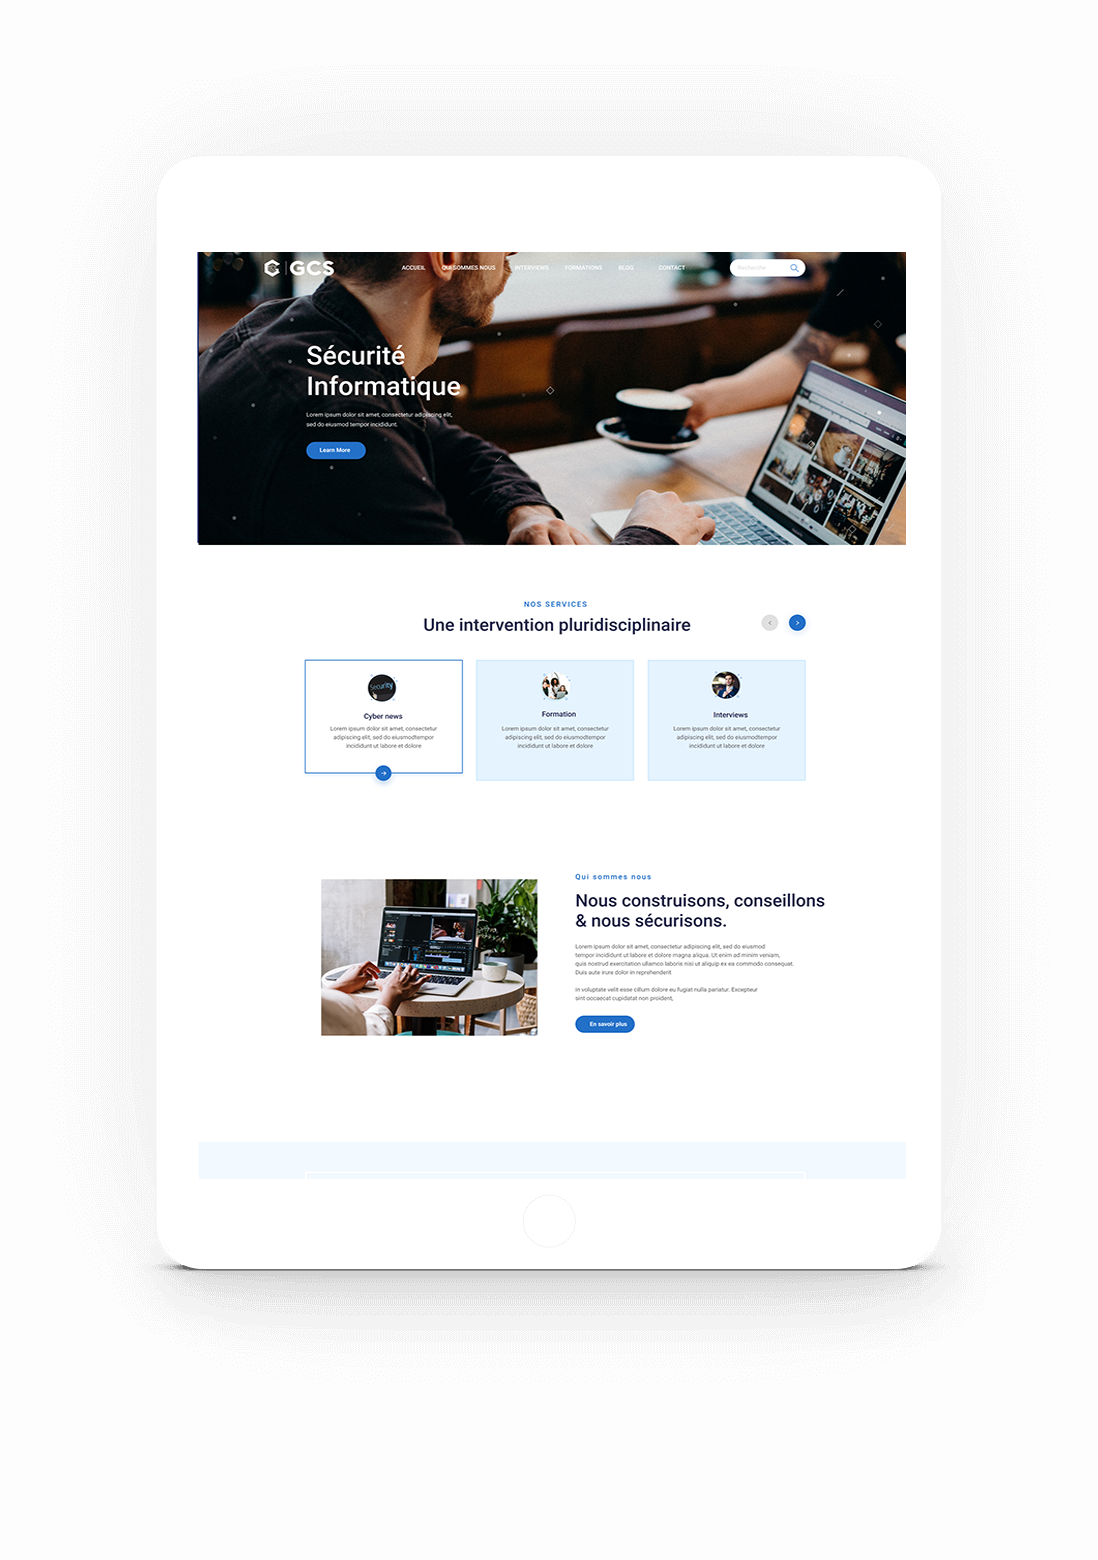 GCS
ACCUEIL QUI SOMMES NOUS INTERVIEWS FORMATIONS BLOG CONTACT
Recherche
Sécurité
Informatique
Lorem ipsum dolor sit amet, consectetur adipiscing elit,
sed do eiusmod tempor incididunt.
Learn More
NOS SERVICES
Une intervention pluridisciplinaire
Security
Cyber news
Lorem ipsum dolor sit amet, consectetur
adipiscing elit, sed do eiusmodtempor
incididunt ut labore et dolore
Formation
Lorem ipsum dolor sit amet, consectetur
adipiscing elit, sed do eiusmodtempor
incididunt ut labore et dolore
Interviews
Lorem ipsum dolor sit amet, consectetur
adipiscing elit, sed do eiusmodtempor
incididunt ut labore et dolore
Qui sommes nous
Nous construisons, conseillons
& nous sécurisons.
Lorem ipsum dolor sit amet, consectetur adipiscing elit, sed do eiusmod
tempor incididunt ut labore et dolore magna aliqua. Ut enim ad minim veniam,
quis nostrud exercitation ullamco laboris nisi ut aliquip ex ea commodo consequat.
Duis aute irure dolor in reprehenderit
in voluptate velit esse cillum dolore eu fugiat nulla pariatur. Excepteur
sint occaecat cupidatat non proident,
En savoir plus